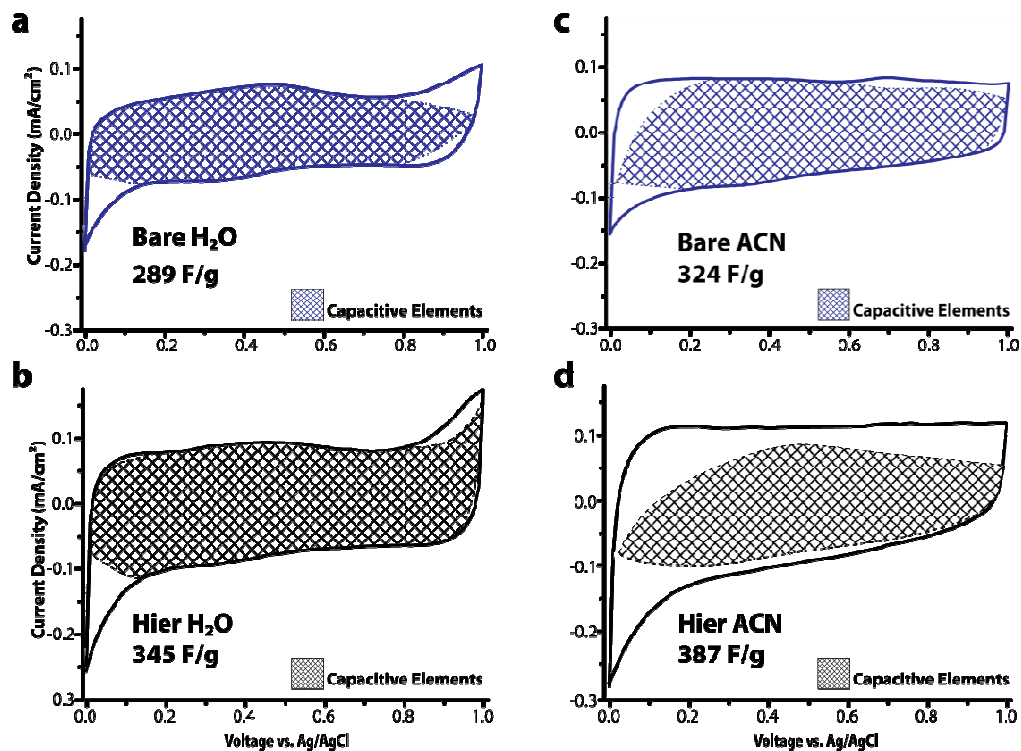 a
Current Density (mA/cm²)
0.1
0.0
-0.1
-0.2
-0.3
Bare H₂O
289 F/g
Capacitive Elements
0.0 0.2 0.4 0.6 0.8 1.0
c
0.1
0.0
-0.1
-0.2
-0.3
Bare ACN
324 F/g
Capacitive Elements
0.0 0.2 0.4 0.6 0.8 1.0
b
Current Density (mA/cm²)
0.1
0.0
-0.1
-0.2
0.3
Hier H₂O
345 F/g
Capacitive Elements
0.0 0.2 0.4 0.6 0.8 1.0
Voltage vs. Ag/AgCl
d
0.1
0.0
-0.1
-0.2
-0.3
Hier ACN
387 F/g
Capacitive Elements
0.0 0.2 0.4 0.6 0.8 1.0
Voltage vs. Ag/AgCl